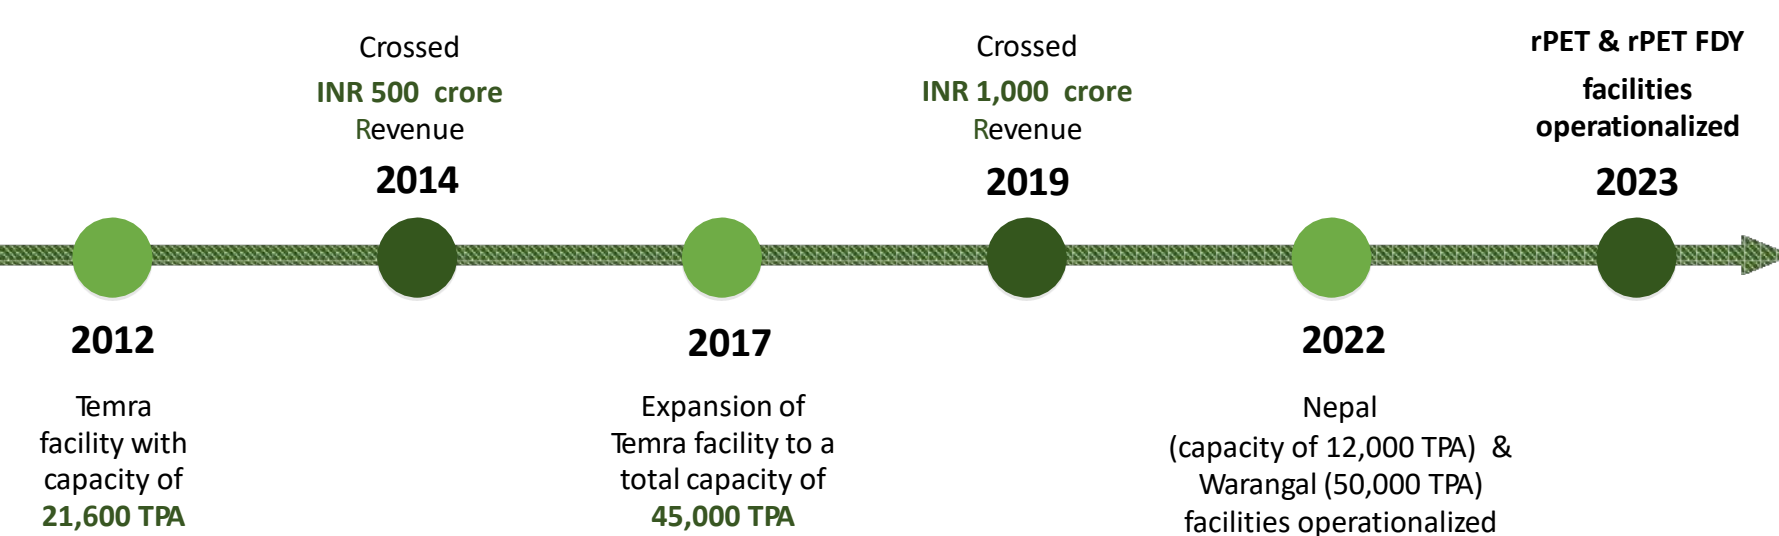 2012
Temra
facility with
capacity of
21,600 TPA
Crossed
INR 500 crore
Revenue
2014
2017
Expansion of
Temra facility to a
total capacity of
45,000 TPA
Crossed
INR 1,000 crore
Revenue
2019
2022
Nepal
(capacity of 12,000 TPA) &
Warangal (50,000 TPA)
facilities operationalized
rPET & rPET FDY
facilities
operationalized
2023